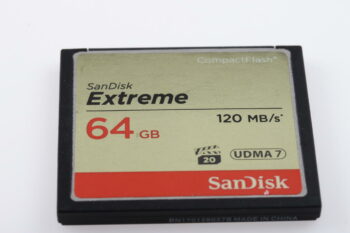 CompactFlash
SanDisk
Extreme
64 GB
120 MB/s*
20
UDMA 7
SanDisk
MADE IN CHINA